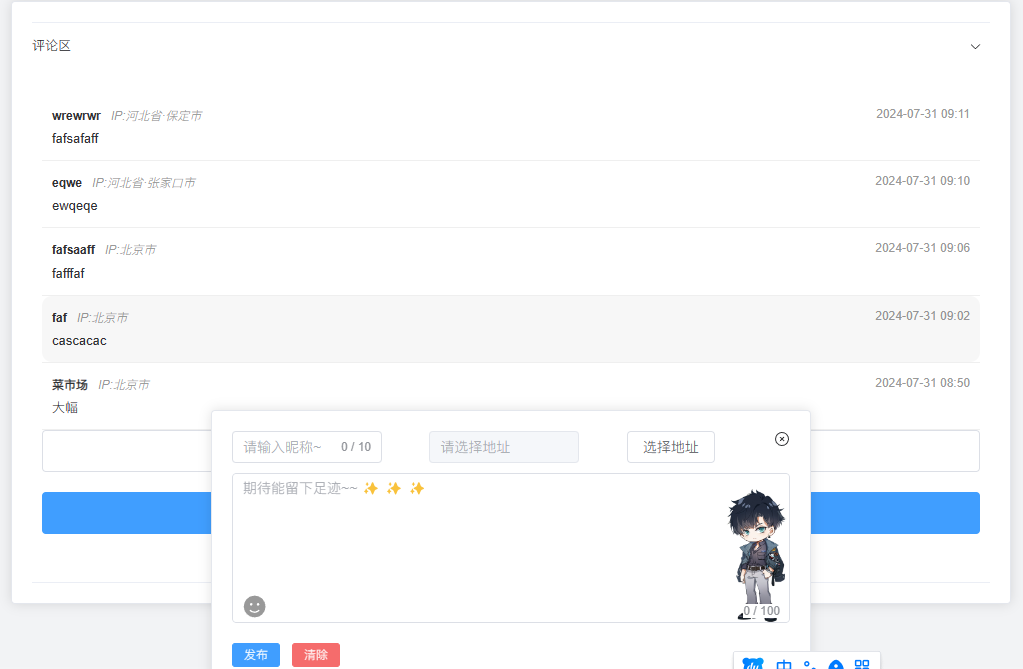 评论区
wrewrwr IP:河北省·保定市 2024-07-31 09:11
fafsafaff
eqwe IP:河北省·张家口市 2024-07-31 09:10
ewqeqe
fafsaaff IP:北京市 2024-07-31 09:06
fafffaf
faf IP:北京市 2024-07-31 09:02
cascacac
菜市场 IP:北京市 2024-07-31 08:50
大幅
请输入昵称~ 0 / 10 请选择地址 选择地址
期待能留下足迹~~ ✨ ✨ ✨
0 / 100
发布 清除
du 中